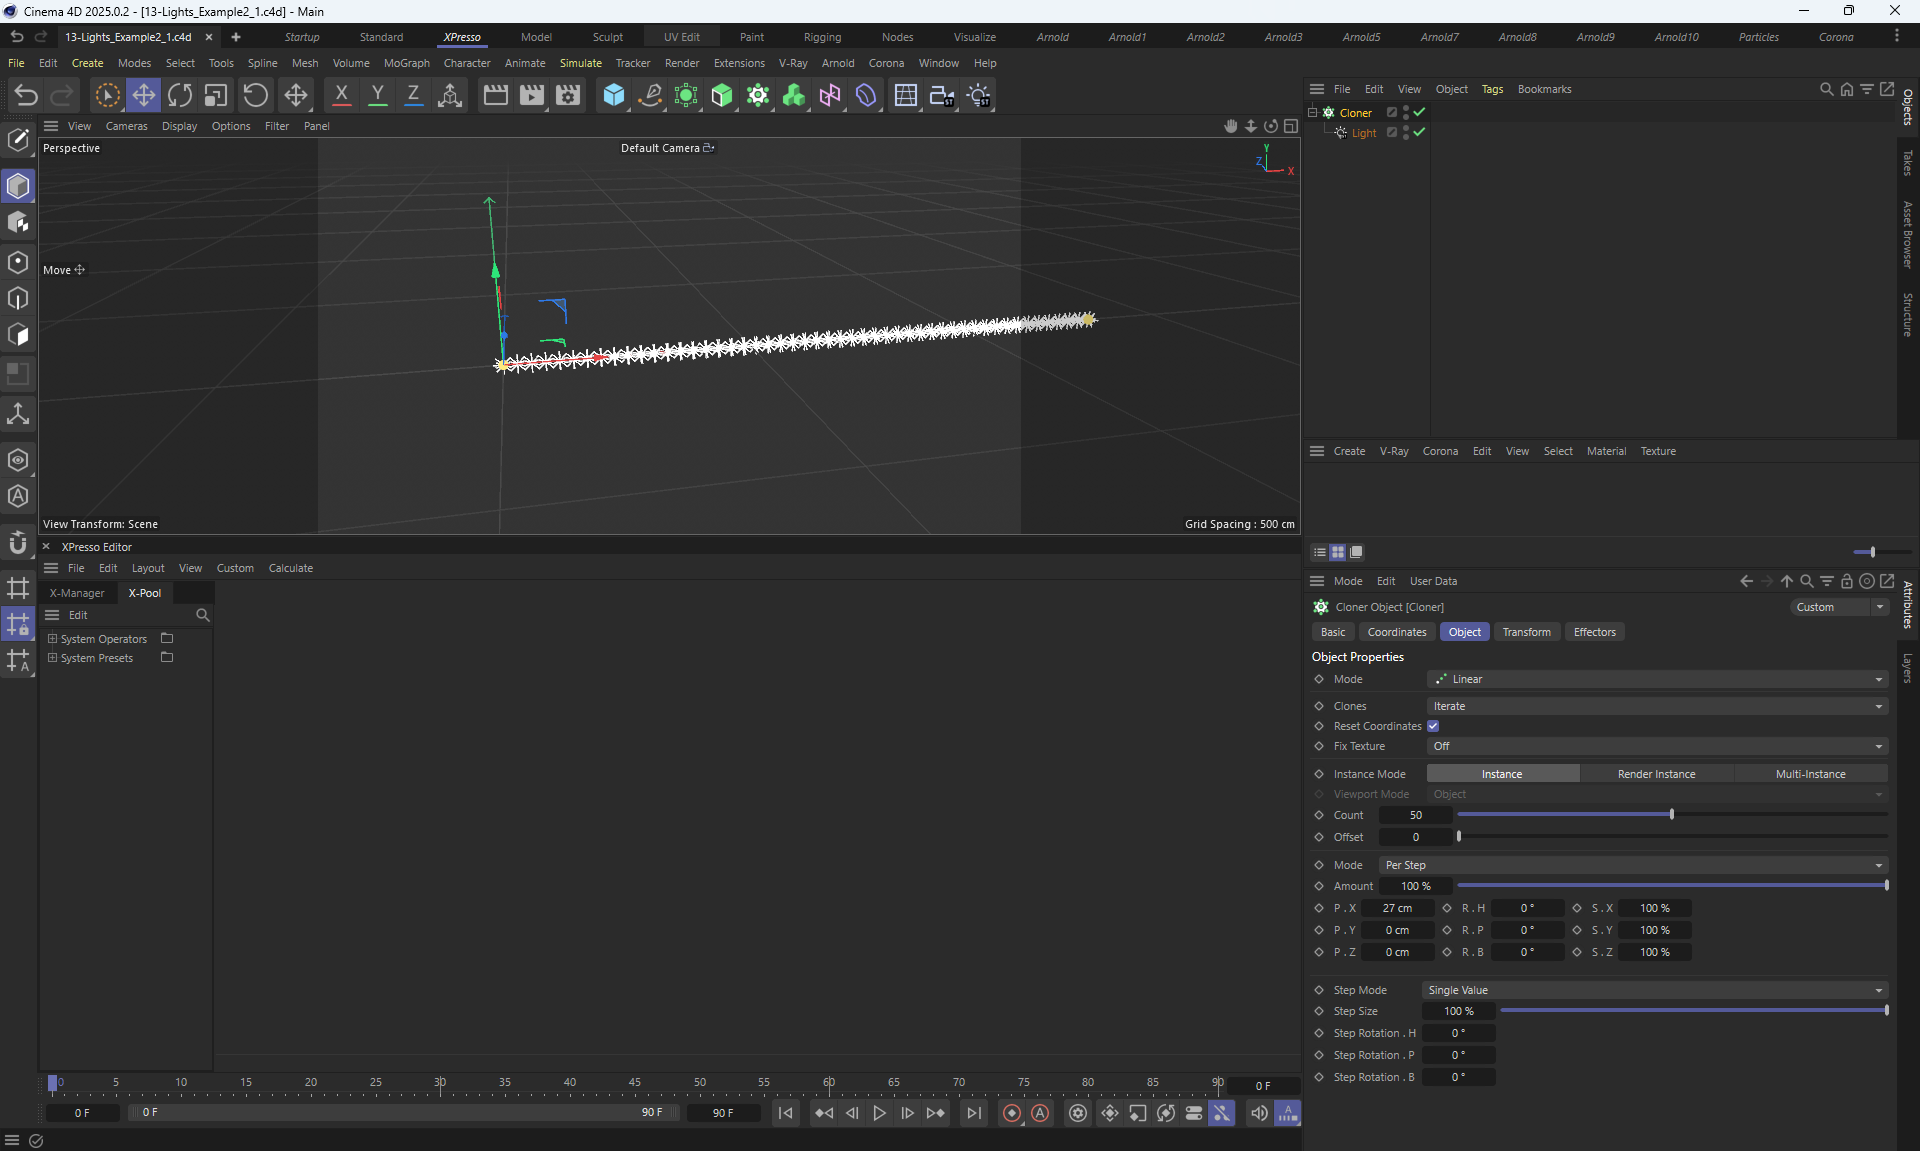 Cinema 4D 2025.0.2 - [13-Lights_Example2_1.c4d] - Main
13-Lights_Example2_1.c4d × + Startup Standard XPresso Model Sculpt UV Edit Paint Rigging Nodes Visualize Arnold Arnold1 Arnold2 Arnold3 Arnold5 Arnold7 Arnold8 Arnold9 Arnold10 Particles Corona
File Edit Create Modes Select Tools Spline Mesh Volume MoGraph Character Animate Simulate Tracker Render Extensions V-Ray Arnold Corona Window Help
X Y Z ST ST
View Cameras Display Options Filter Panel
Perspective
Default Camera
Y
Z
X
Move
View Transform: Scene
Grid Spacing : 500 cm
XPresso Editor
File Edit Layout View Custom Calculate
X-Manager X-Pool
Edit
System Operators
System Presets
0 5 10 15 20 25 30 35 40 45 50 55 60 65 70 75 80 85 90 0 F
0 F 0 F 90 F 90 F
File Edit View Object Tags Bookmarks
Cloner
Light
Objects
Takes
Asset Browser
Structure
Create V-Ray Corona Edit View Select Material Texture
Mode Edit User Data
Attributes
Layers
Cloner Object [Cloner] Custom
Basic Coordinates Object Transform Effectors
Object Properties
Mode Linear
Clones Iterate
Reset Coordinates
Fix Texture Off
Instance Mode Instance Render Instance Multi-Instance
Viewport Mode Object
Count 50
Offset 0
Mode Per Step
Amount 100 %
P . X 27 cm R . H 0 ° S . X 100 %
P . Y 0 cm R . P 0 ° S . Y 100 %
P . Z 0 cm R . B 0 ° S . Z 100 %
Step Mode Single Value
Step Size 100 %
Step Rotation . H 0 °
Step Rotation . P 0 °
Step Rotation . B 0 °